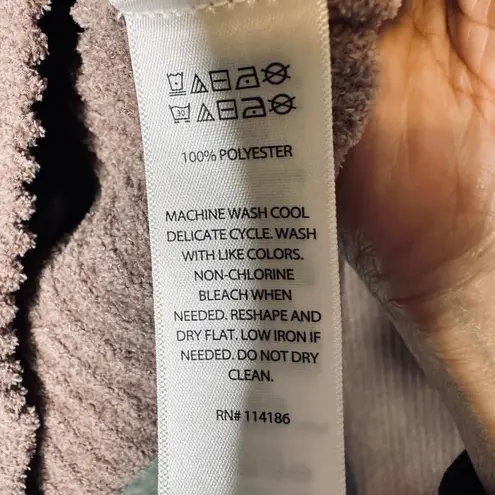 30
100% POLYESTER
MACHINE WASH COOL
DELICATE CYCLE. WASH
WITH LIKE COLORS.
NON-CHLORINE
BLEACH WHEN
NEEDED. RESHAPE AND
DRY FLAT. LOW IRON IF
NEEDED. DO NOT DRY
CLEAN.
RN# 114186